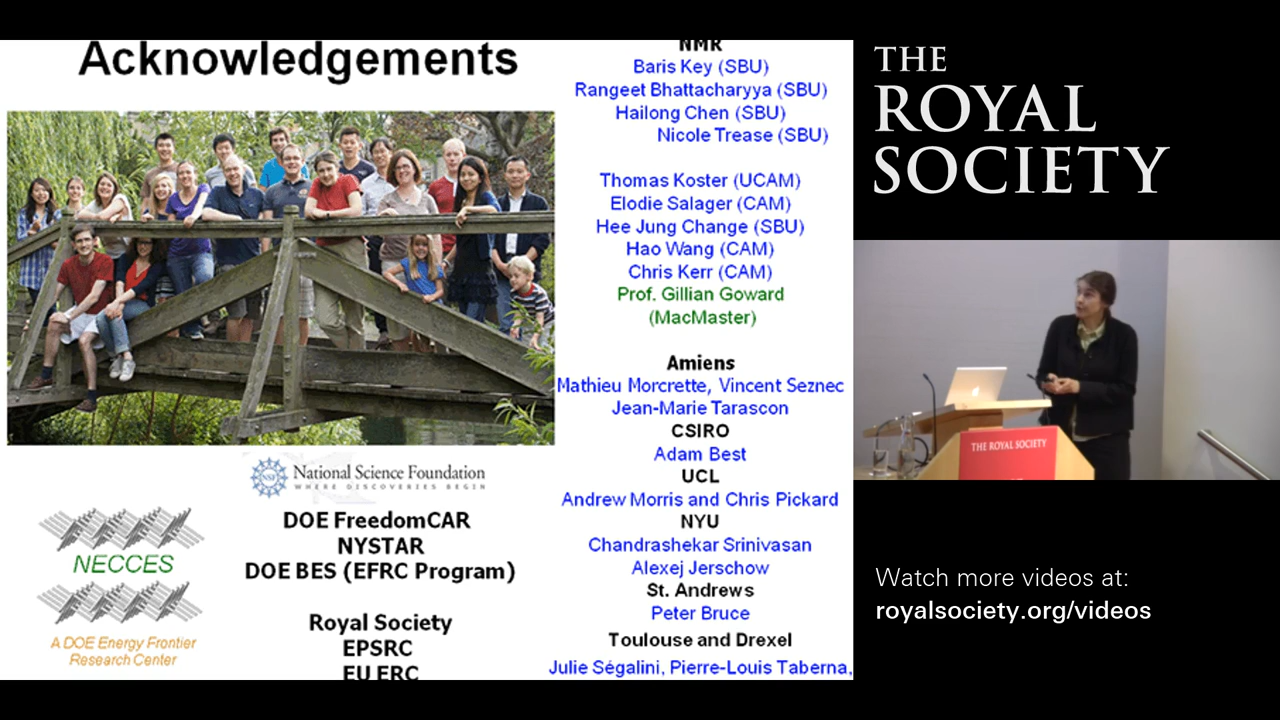 Acknowledgements
NMR
Baris Key (SBU)
Rangeet Bhattacharyya (SBU)
Hailong Chen (SBU)
Nicole Trease (SBU)
Thomas Koster (UCAM)
Elodie Salager (CAM)
Hee Jung Change (SBU)
Hao Wang (CAM)
Chris Kerr (CAM)
Prof. Gillian Goward
(MacMaster)
Amiens
Mathieu Morcrette, Vincent Seznec
Jean-Marie Tarascon
CSIRO
Adam Best
UCL
Andrew Morris and Chris Pickard
NYU
Chandrashekar Srinivasan
Alexej Jerschow
St. Andrews
Peter Bruce
Toulouse and Drexel
Julie Ségalini, Pierre-Louis Taberna,
NSF
National Science Foundation
WHERE DISCOVERIES BEGIN
DOE FreedomCAR
NYSTAR
DOE BES (EFRC Program)
Royal Society
EPSRC
EU ERC
NECCES
A DOE Energy Frontier
Research Center
THE
ROYAL
SOCIETY
THE ROYAL SOCIETY
Watch more videos at:
royalsociety.org/videos